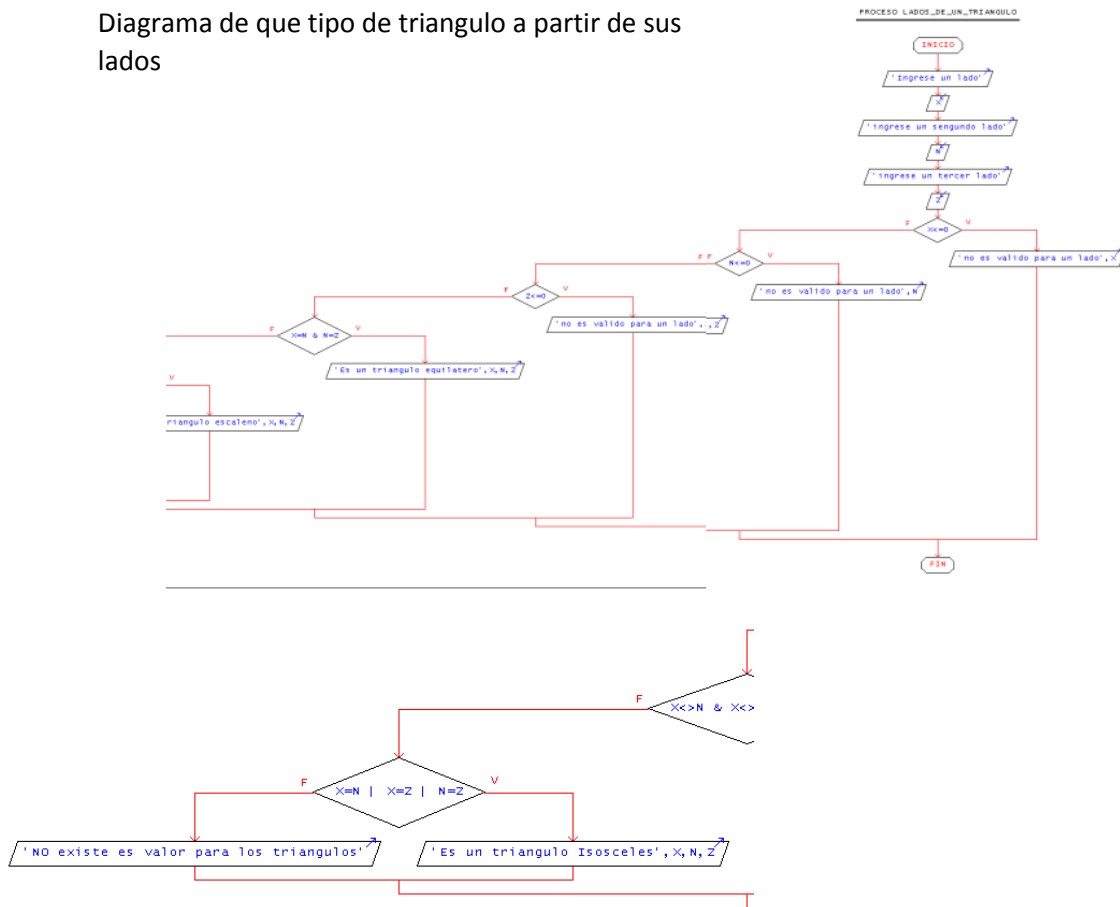 Diagrama de que tipo de triangulo a partir de sus
lados
PROCESO LADOS_DE_UN_TRIANGULO
INICIO
'Ingrese un lado'
X
'ingrese un sengundo lado'
N
'ingrese un tercer lado'
Z
F X<=0 V
'no es valido para un lado',X
F F N<=0 V
'no es valido para un lado',N
F Z<=0 V
'no es valido para un lado',,Z
F X=N & N=Z V
'Es un triangulo equilatero',X,N,Z
V
riangulo escaleno',X,N,Z
FIN
F X<>N & X<>
F X=N | X=Z | N=Z V
'NO existe es valor para los triangulos'
'Es un triangulo Isosceles',X,N,Z